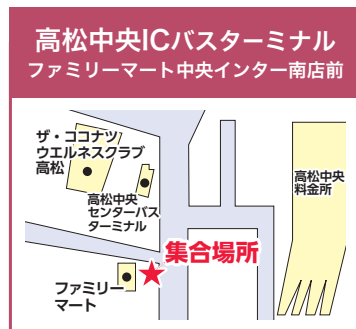 高松中央ICバスターミナル
ファミリーマート中央インター南店前
ザ・ココナツ
ウエルネスクラブ
高松
高松中央
センターバス
ターミナル
高松中央
料金所
集合場所
ファミリー
マート